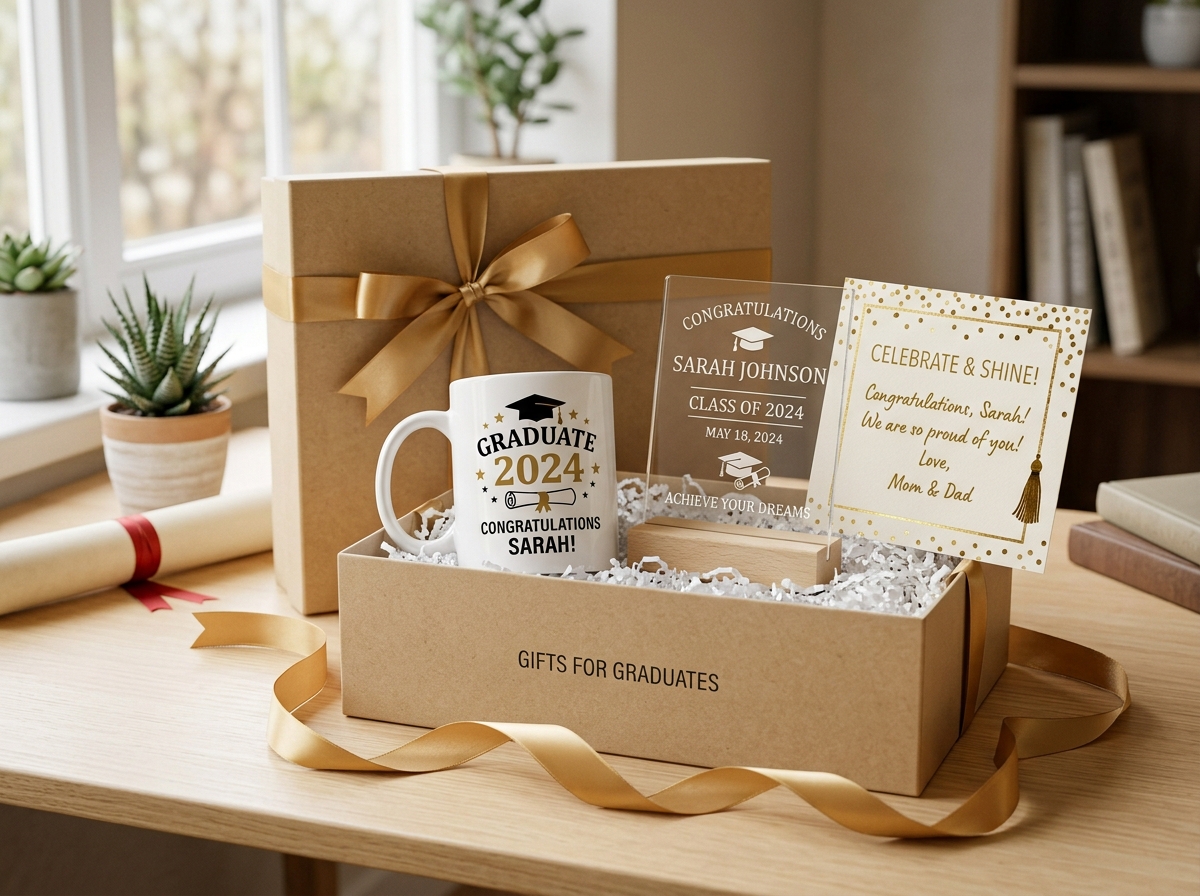 GRADUATE
2024
CONGRATULATIONS
SARAH!
CONGRATULATIONS
SARAH JOHNSON
CLASS OF 2024
MAY 18, 2024
ACHIEVE YOUR DREAMS
CELEBRATE & SHINE!
Congratulations, Sarah!
We are so proud of you!
Love,
Mom & Dad
GIFTS FOR GRADUATES